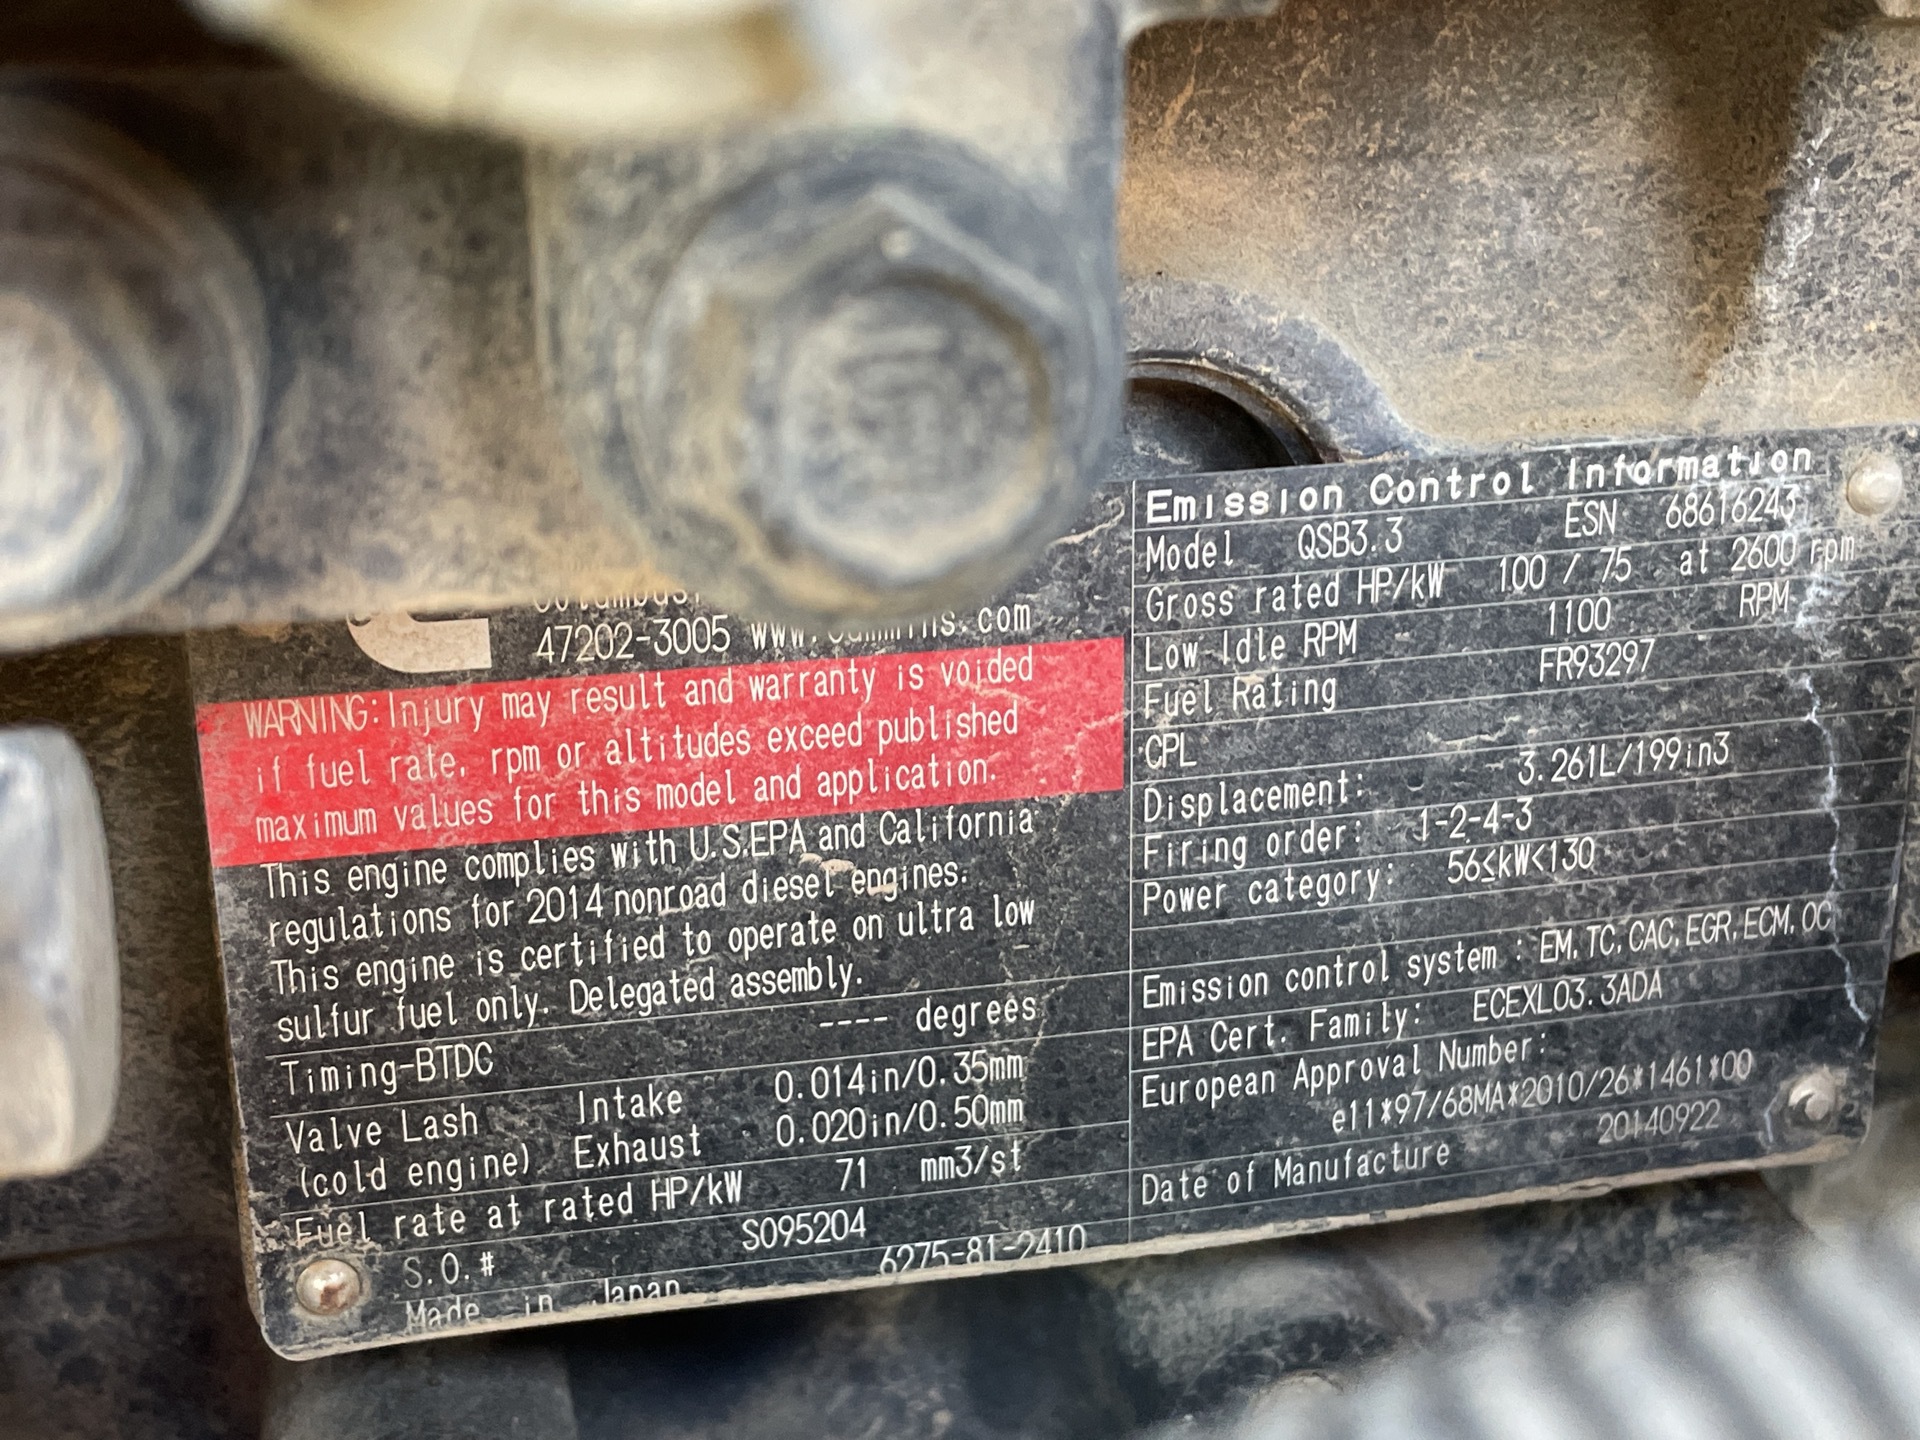 47202-3005 www.cummins.com
WARNING: Injury may result and warranty is voided
if fuel rate, rpm or altitudes exceed published
maximum values for this model and application.
This engine complies with U.S.EPA and California
regulations for 2014 nonroad diesel engines.
This engine is certified to operate on ultra low
sulfur fuel only. Delegated assembly.
Timing-BTDC ---- degrees
Valve Lash Intake 0.014in/0.35mm
(cold engine) Exhaust 0.020in/0.50mm
Fuel rate at rated HP/kW 71 mm3/st
S.O.# S095204
Made in Japan 6275-81-2410
Emission Control Information
Model QSB3.3 ESN 68616243
Gross rated HP/kW 100 / 75 at 2600 rpm
Low Idle RPM 1100 RPM
Fuel Rating FR93297
CPL
Displacement: 3.261L/199in3
Firing order: 1-2-4-3
Power category: 56≤kW<130
Emission control system : EM, TC, CAC, EGR, ECM, OC
EPA Cert. Family: ECEXL03.3ADA
European Approval Number:
e11*97/68MA*2010/26*1461*00
Date of Manufacture 20140922